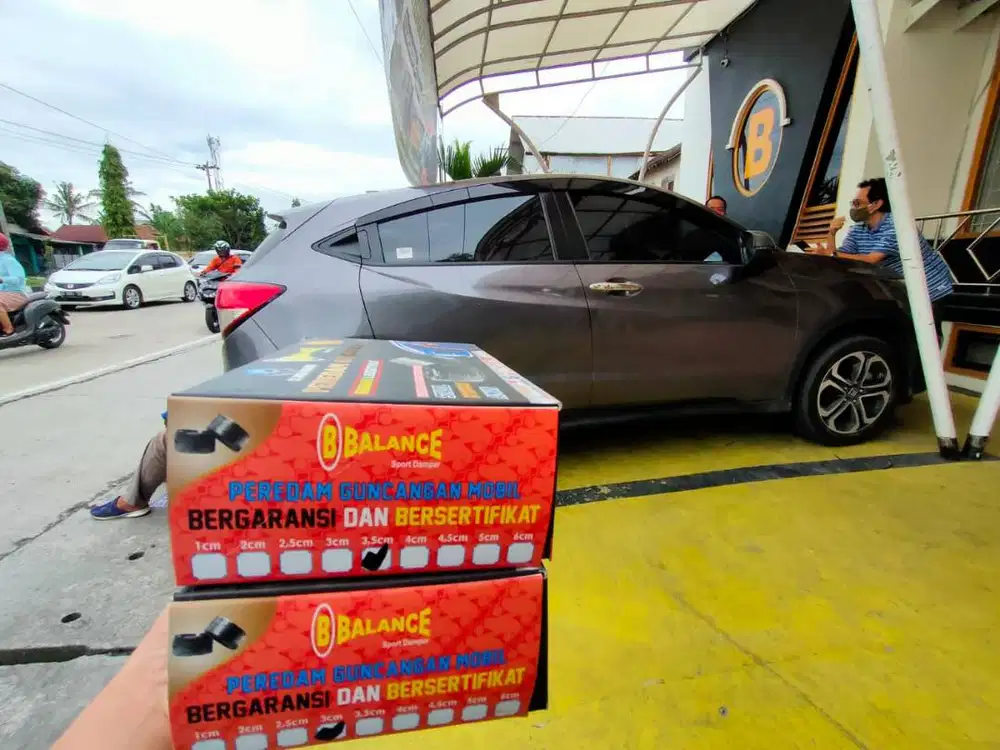 B
B BALANCE
Sport Damper
PEREDAM GUNCANGAN MOBIL
BERGARANSI DAN BERSERTIFIKAT
1cm 2cm 2,5cm 3cm 3,5cm 4cm 4,5cm 5cm 6cm
B BALANCE
Sport Damper
PEREDAM GUNCANGAN MOBIL
BERGARANSI DAN BERSERTIFIKAT
1cm 2cm 2,5cm 3cm 3,5cm 4cm 4,5cm 5cm 6cm